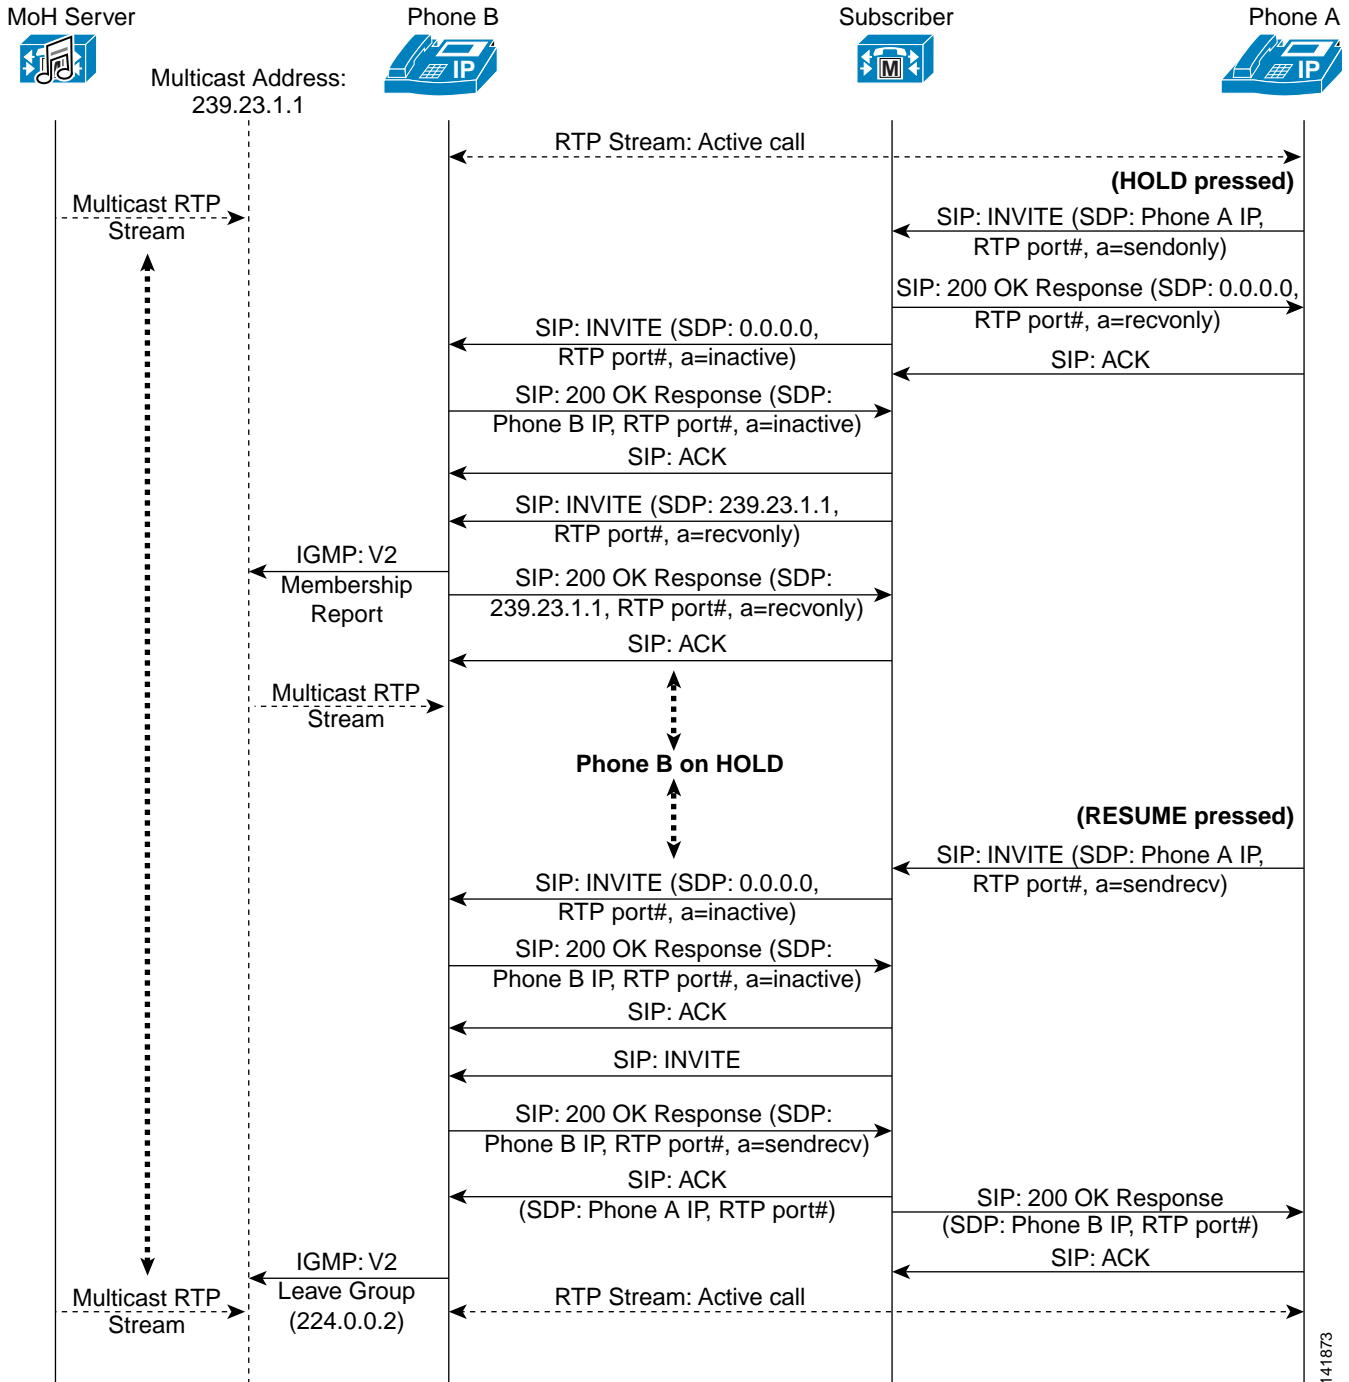 MoH Server
Phone B
Subscriber
Phone A
IP
M
IP
Multicast Address:
239.23.1.1
RTP Stream: Active call
(HOLD pressed)
Multicast RTP
Stream
SIP: INVITE (SDP: Phone A IP,
RTP port#, a=sendonly)
SIP: 200 OK Response (SDP: 0.0.0.0,
RTP port#, a=recvonly)
SIP: INVITE (SDP: 0.0.0.0,
RTP port#, a=inactive)
SIP: ACK
SIP: 200 OK Response (SDP:
Phone B IP, RTP port#, a=inactive)
SIP: ACK
SIP: INVITE (SDP: 239.23.1.1,
RTP port#, a=recvonly)
IGMP: V2
Membership
Report
SIP: 200 OK Response (SDP:
239.23.1.1, RTP port#, a=recvonly)
SIP: ACK
Multicast RTP
Stream
Phone B on HOLD
(RESUME pressed)
SIP: INVITE (SDP: Phone A IP,
RTP port#, a=sendrecv)
SIP: INVITE (SDP: 0.0.0.0,
RTP port#, a=inactive)
SIP: 200 OK Response (SDP:
Phone B IP, RTP port#, a=inactive)
SIP: ACK
SIP: INVITE
SIP: 200 OK Response (SDP:
Phone B IP, RTP port#, a=sendrecv)
SIP: ACK
(SDP: Phone A IP, RTP port#)
SIP: 200 OK Response
(SDP: Phone B IP, RTP port#)
SIP: ACK
IGMP: V2
Leave Group
(224.0.0.2)
Multicast RTP
Stream
RTP Stream: Active call
141873